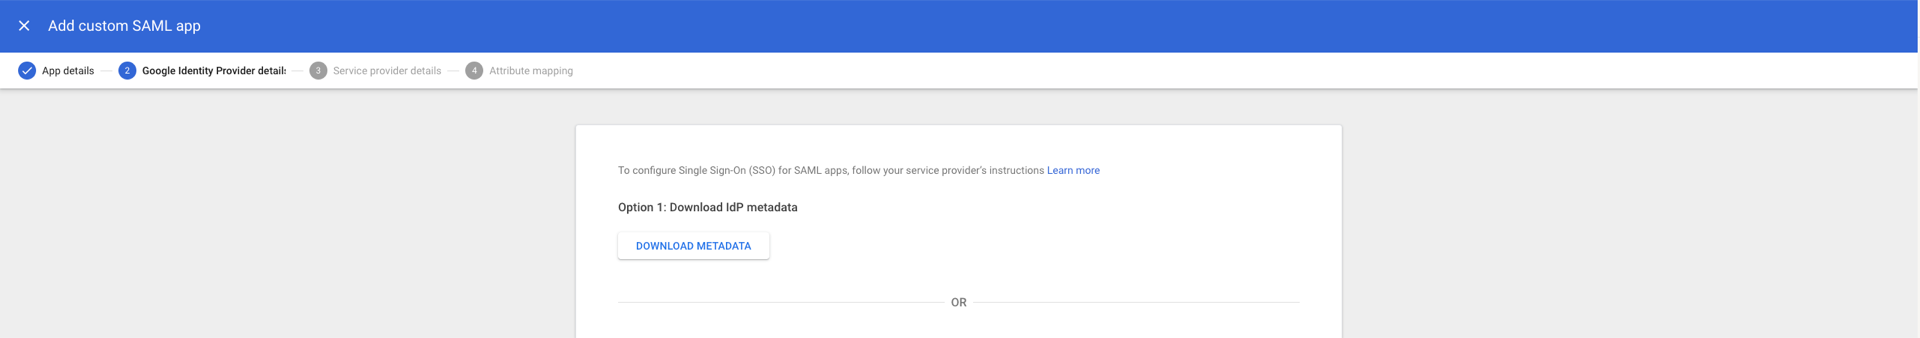 Add custom SAML app
App details 2 Google Identity Provider details 3 Service provider details 4 Attribute mapping
To configure Single Sign-On (SSO) for SAML apps, follow your service provider's instructions Learn more
Option 1: Download IdP metadata
DOWNLOAD METADATA
OR